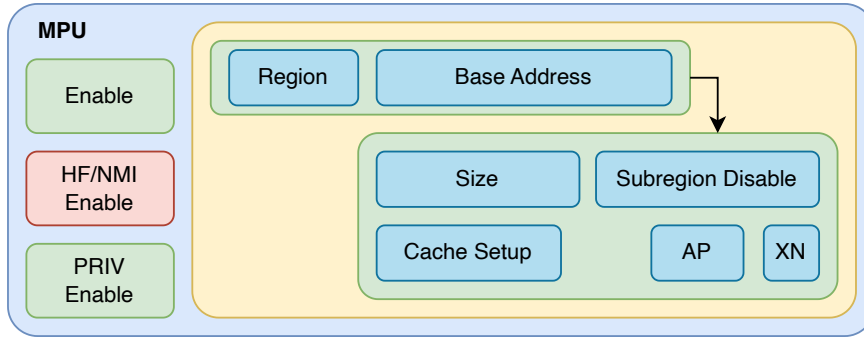 MPU
Enable
HF/NMI
Enable
PRIV
Enable
Region
Base Address
Size
Subregion Disable
Cache Setup
AP
XN